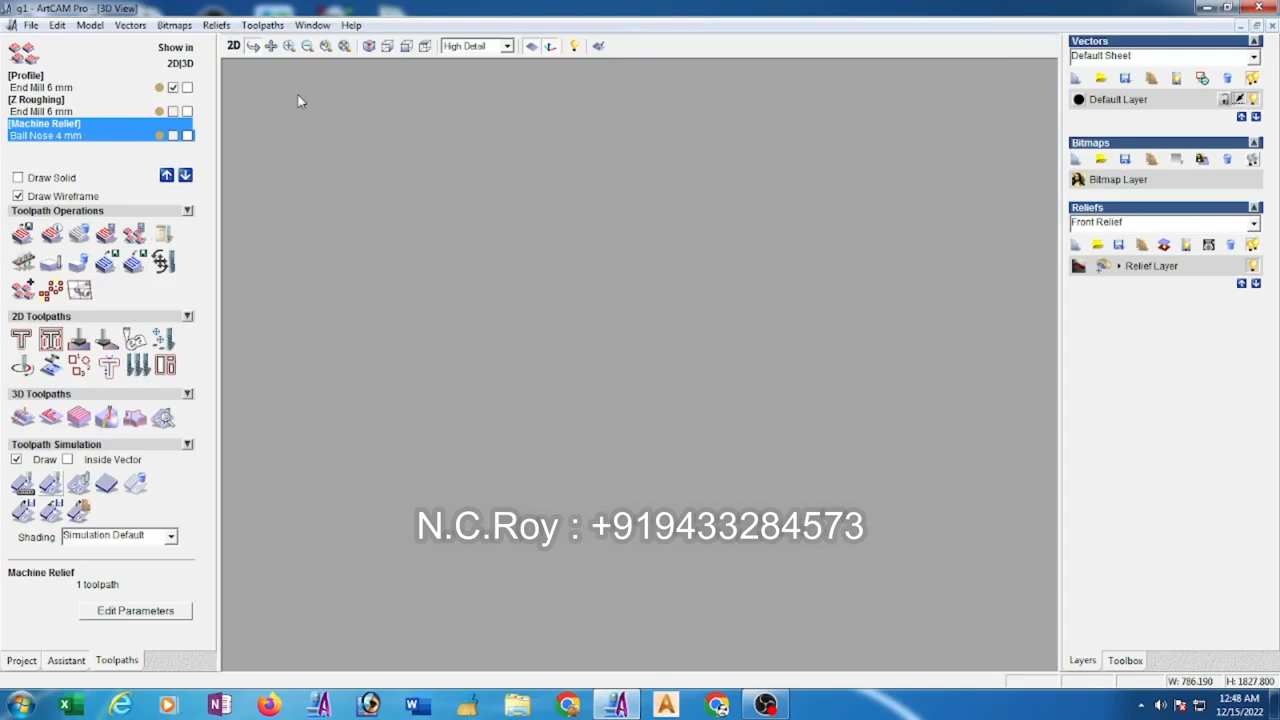 g1 - ArtCAM Pro - [3D View]
File Edit Model Vectors Bitmaps Reliefs Toolpaths Window Help
Show in
2D|3D
[Profile]
End Mill 6 mm
[Z Roughing]
End Mill 6 mm
[Machine Relief]
Ball Nose 4 mm
Draw Solid
Draw Wireframe
Toolpath Operations
2D Toolpaths
3D Toolpaths
Toolpath Simulation
Draw Inside Vector
Shading Simulation Default
Machine Relief
1 toolpath
Edit Parameters
Project Assistant Toolpaths
2D High Detail
N.C.Roy : +919433284573
Vectors
Default Sheet
Default Layer
Bitmaps
Bitmap Layer
Reliefs
Front Relief
Relief Layer
Layers Toolbox
W: 786.190 H: 1827.800
12:48 AM
12/15/2022